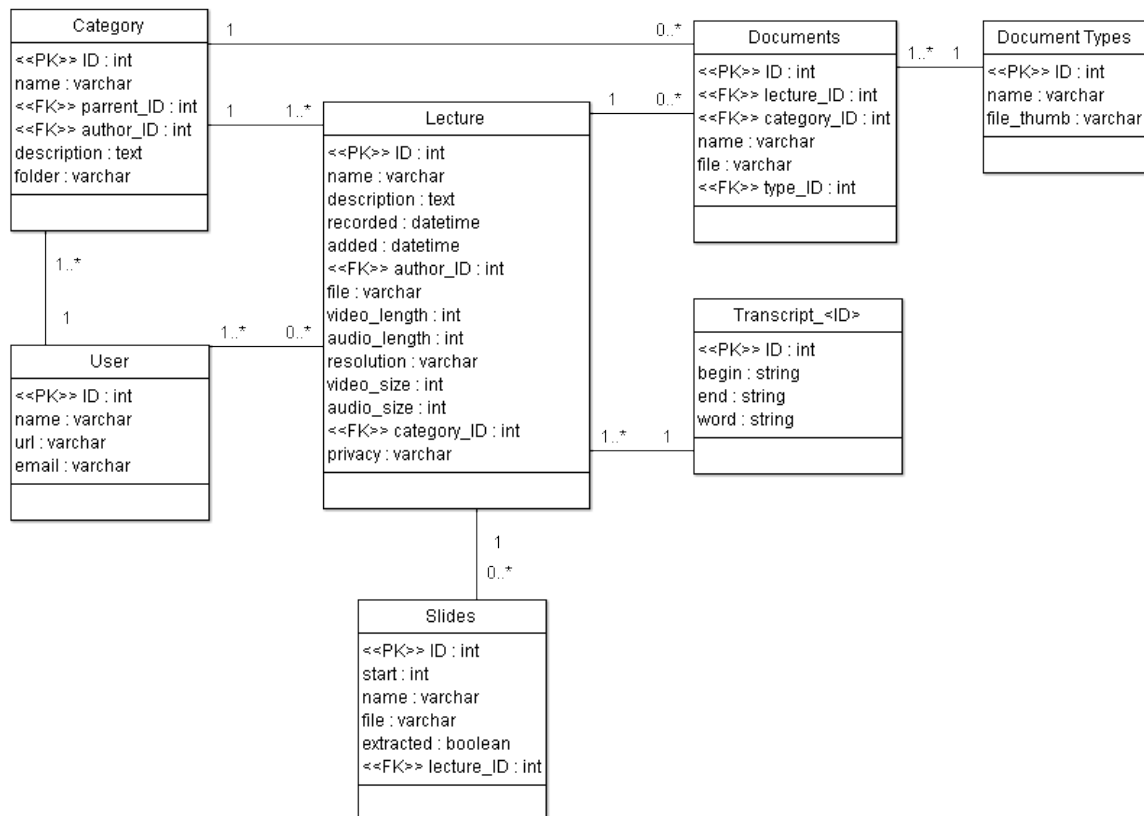 Category
<<PK>> ID : int
name : varchar
<<FK>> parrent_ID : int
<<FK>> author_ID : int
description : text
folder : varchar
1
0..*
Documents
<<PK>> ID : int
<<FK>> lecture_ID : int
<<FK>> category_ID : int
name : varchar
file : varchar
<<FK>> type_ID : int
1..*
1
Document Types
<<PK>> ID : int
name : varchar
file_thumb : varchar
1
1..*
Lecture
<<PK>> ID : int
name : varchar
description : text
recorded : datetime
added : datetime
<<FK>> author_ID : int
file : varchar
video_length : int
audio_length : int
resolution : varchar
video_size : int
audio_size : int
<<FK>> category_ID : int
privacy : varchar
1
0..*
1..*
1
User
<<PK>> ID : int
name : varchar
url : varchar
email : varchar
1..*
0..*
Transcript_<ID>
<<PK>> ID : int
begin : string
end : string
word : string
1..*
1
1
0..*
Slides
<<PK>> ID : int
start : int
name : varchar
file : varchar
extracted : boolean
<<FK>> lecture_ID : int